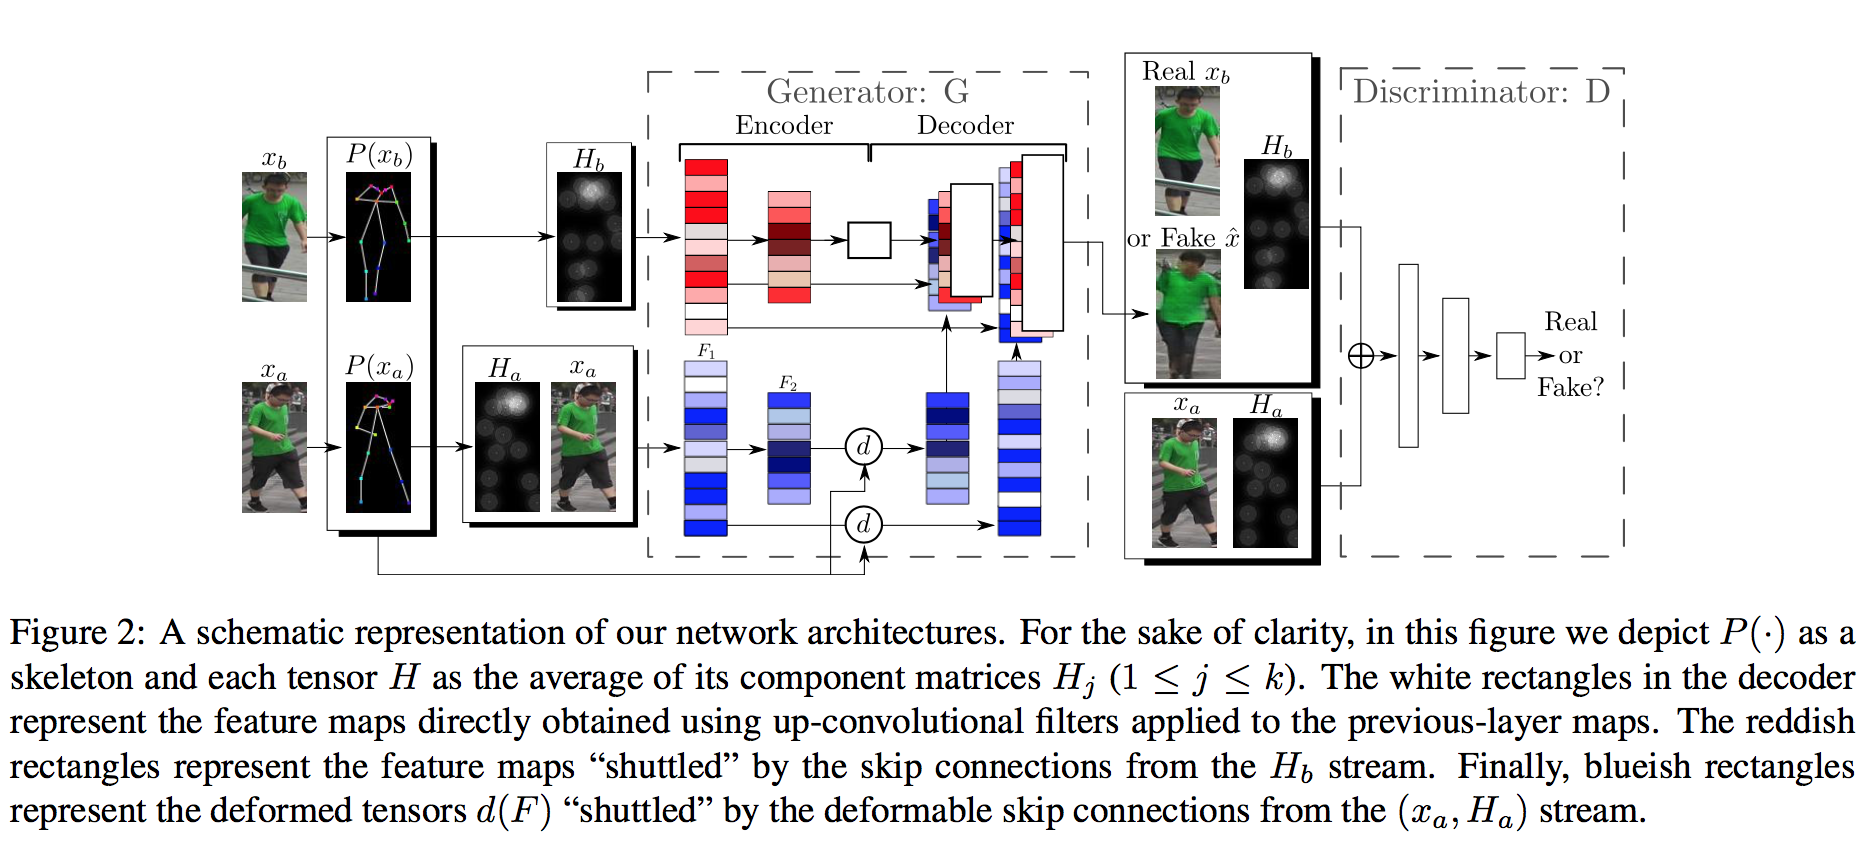 Generator: G
Discriminator: D
Encoder
Decoder
x_b
P(x_b)
H_b
x_a
P(x_a)
H_a
x_a
F_1
F_2
d
d
Real x_b
H_b
or Fake x̂
x_a
H_a
Real
or
Fake?
Figure 2: A schematic representation of our network architectures. For the sake of clarity, in this figure we depict P(·) as a
skeleton and each tensor H as the average of its component matrices H_j (1 ≤ j ≤ k). The white rectangles in the decoder
represent the feature maps directly obtained using up-convolutional filters applied to the previous-layer maps. The reddish
rectangles represent the feature maps “shuttled” by the skip connections from the H_b stream. Finally, blueish rectangles
represent the deformed tensors d(F) “shuttled” by the deformable skip connections from the (x_a, H_a) stream.